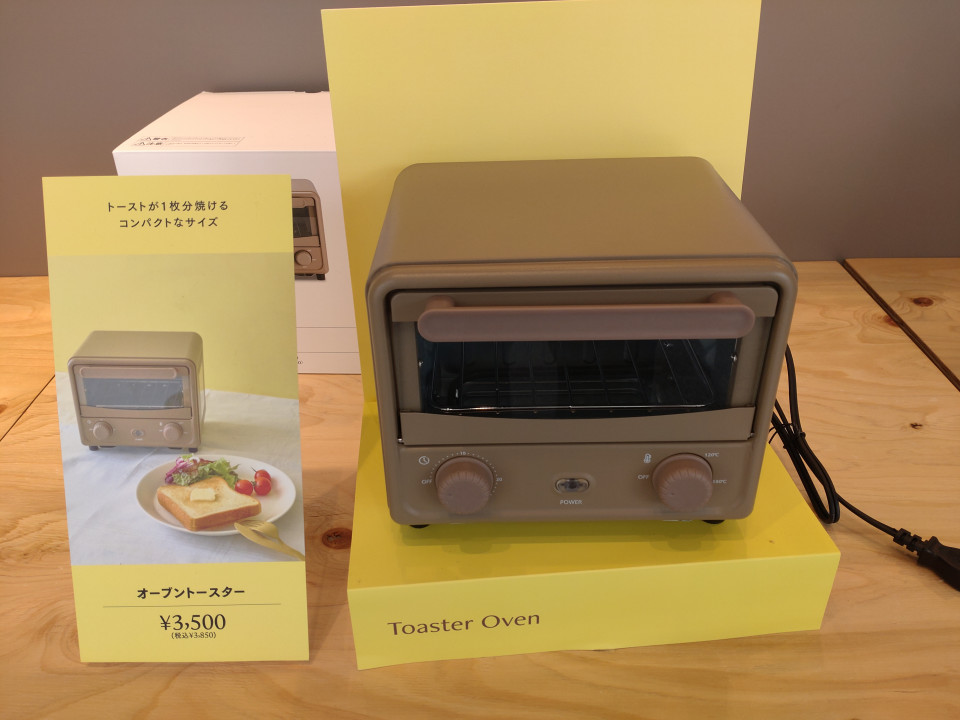 トーストが1枚分焼ける
コンパクトなサイズ
オーブントースター
¥3,500
(税込¥3,850)
OFF
POWER
OFF
Toaster Oven